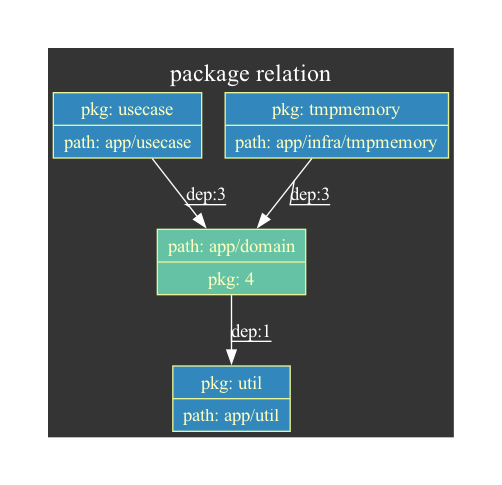 package relation
pkg: usecase
path: app/usecase
pkg: tmpmemory
path: app/infra/tmpmemory
dep:3
dep:3
path: app/domain
pkg: 4
dep:1
pkg: util
path: app/util